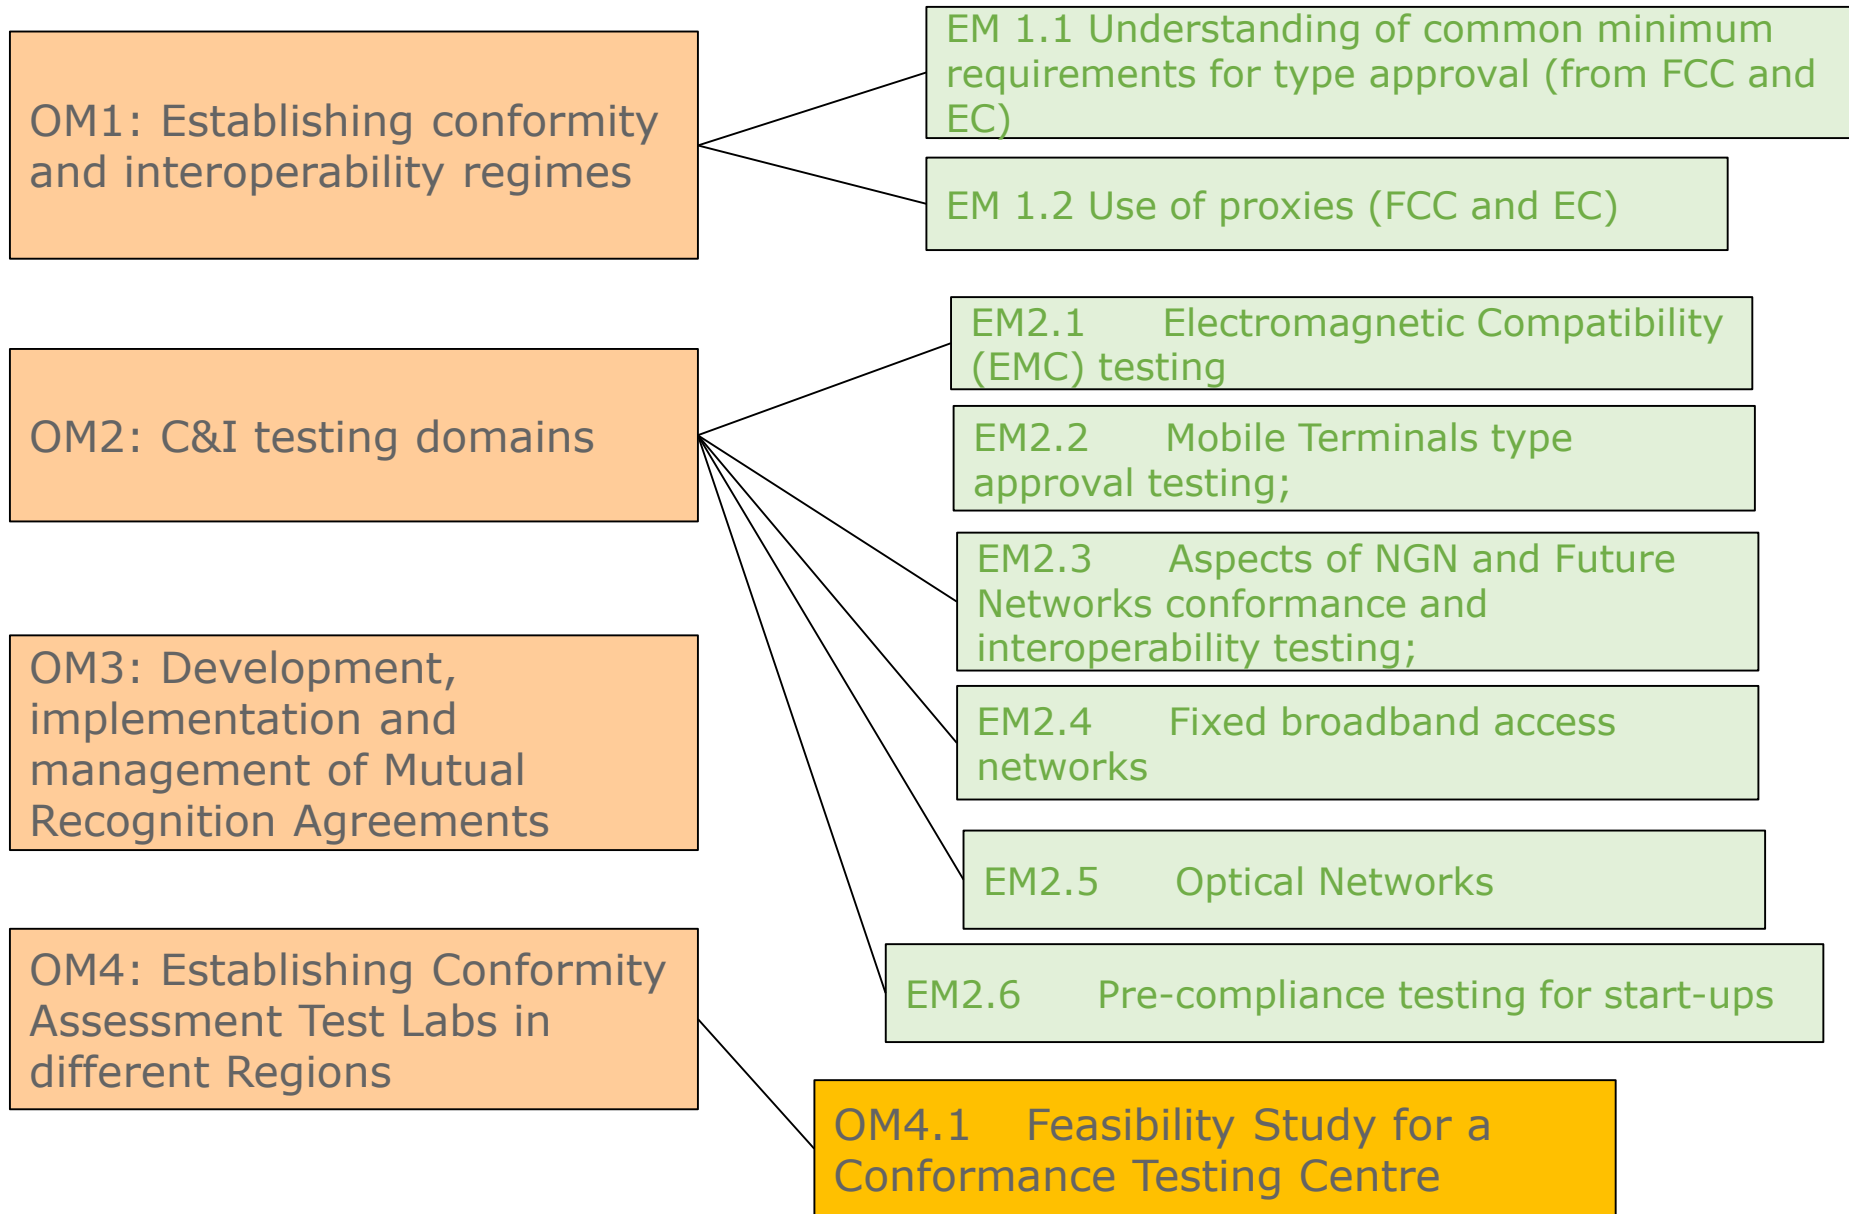 OM1: Establishing conformity
and interoperability regimes
EM 1.1 Understanding of common minimum
requirements for type approval (from FCC and
EC)
EM 1.2 Use of proxies (FCC and EC)
OM2: C&I testing domains
EM2.1 Electromagnetic Compatibility
(EMC) testing
EM2.2 Mobile Terminals type
approval testing;
EM2.3 Aspects of NGN and Future
Networks conformance and
interoperability testing;
EM2.4 Fixed broadband access
networks
EM2.5 Optical Networks
EM2.6 Pre-compliance testing for start-ups
OM3: Development,
implementation and
management of Mutual
Recognition Agreements
OM4: Establishing Conformity
Assessment Test Labs in
different Regions
OM4.1 Feasibility Study for a
Conformance Testing Centre